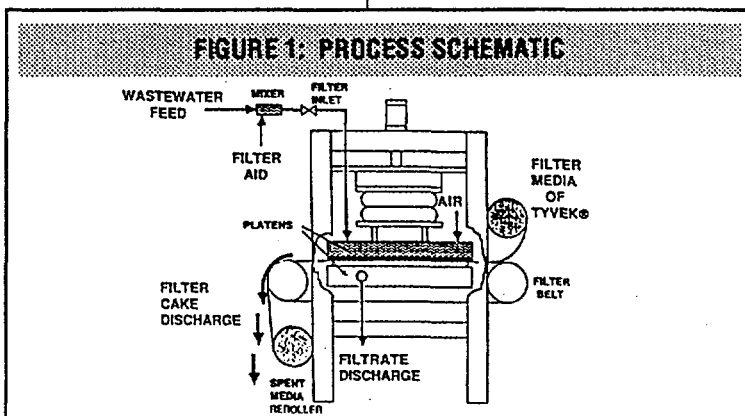 FIGURE 1: PROCESS SCHEMATIC
WASTEWATER
FEED
MIXER
FILTER
INLET
FILTER
AID
FILTER
MEDIA
OF
TYVEK®
AIR
PLATENS
FILTER
BELT
FILTER
CAKE
DISCHARGE
FILTRATE
DISCHARGE
SPENT
MEDIA
REROLLER